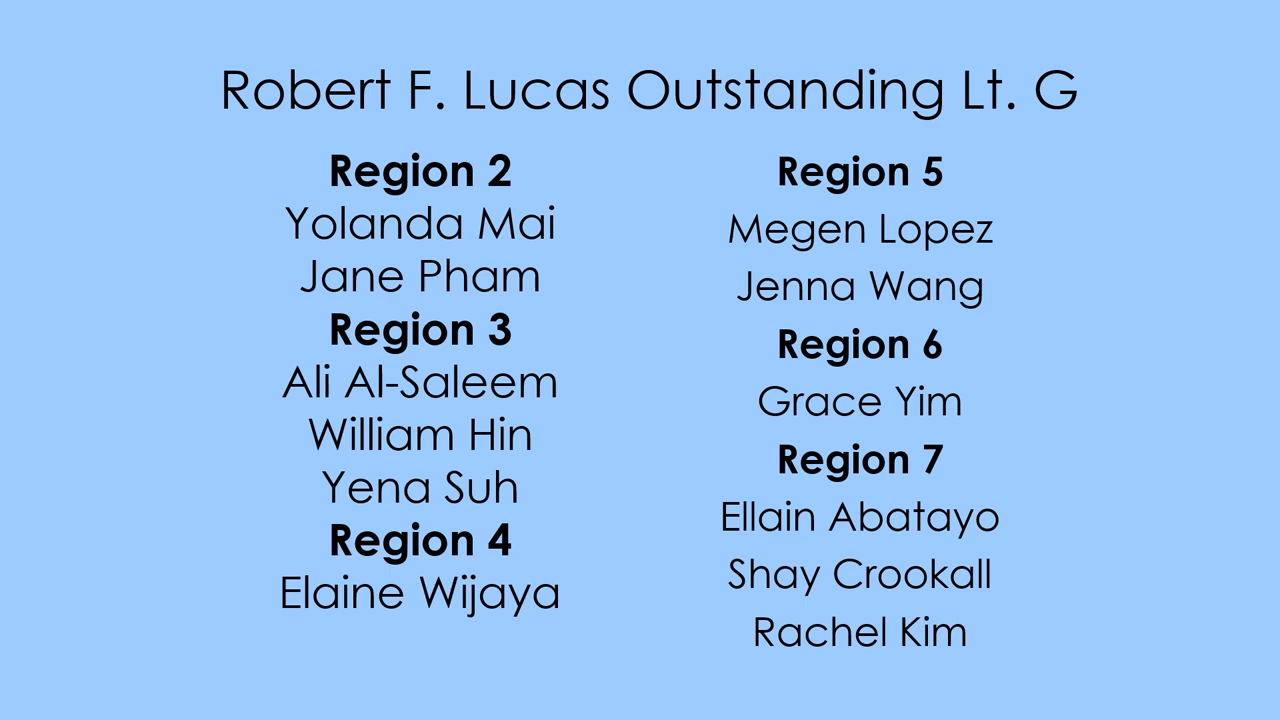 Robert F. Lucas Outstanding Lt. G
Region 2
Yolanda Mai
Jane Pham
Region 3
Ali Al-Saleem
William Hin
Yena Suh
Region 4
Elaine Wijaya
Region 5
Megen Lopez
Jenna Wang
Region 6
Grace Yim
Region 7
Ellain Abatayo
Shay Crookall
Rachel Kim